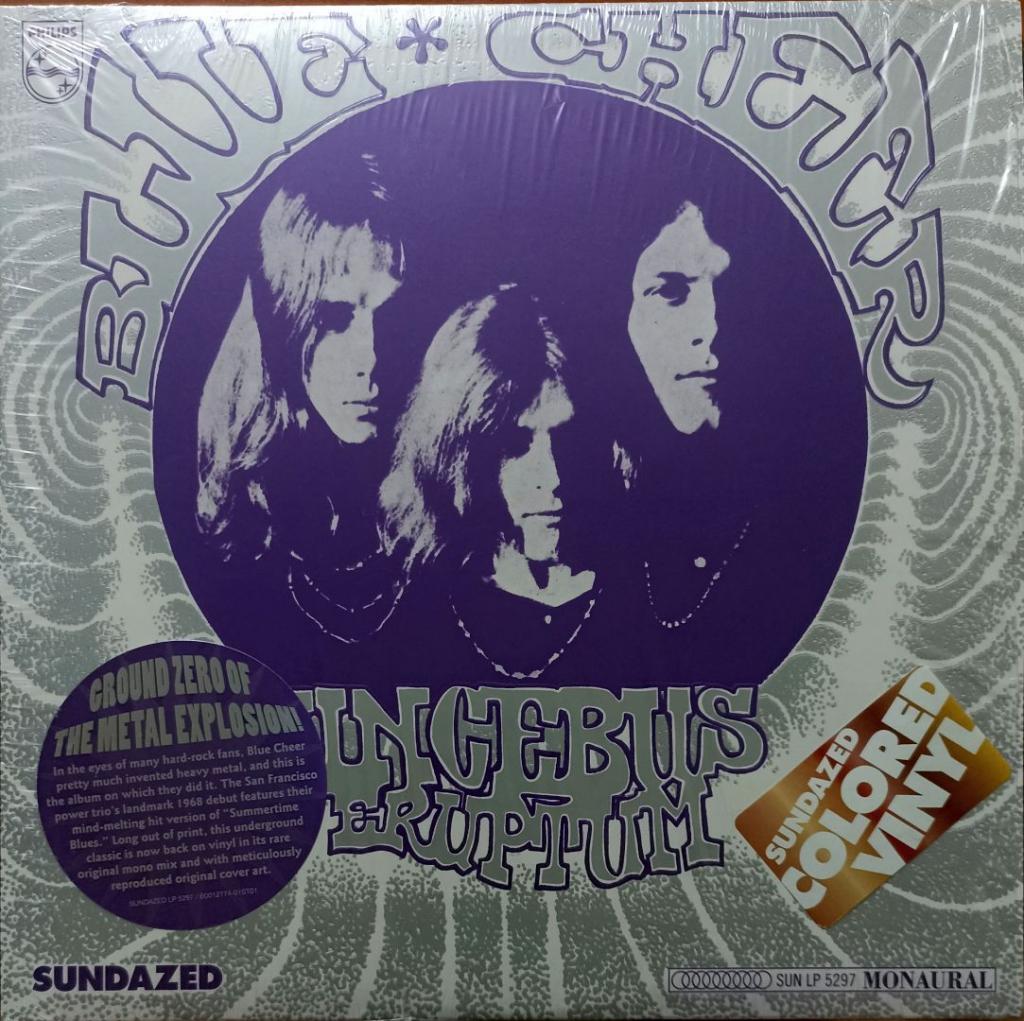 PHILIPS
BLUE * CHEER
GROUND ZERO OF
THE METAL EXPLOSION!
In the eyes of many hard-rock fans, Blue Cheer
pretty much invented heavy metal, and this is
the album on which they did it. The San Francisco
power trio's landmark 1968 debut features their
mind-melting hit version of "Summertime
Blues." Long out of print, this underground
classic is now back on vinyl in its rare
original mono mix and with meticulously
reproduced original cover art.
SUNDAZED LP 5297
INCEBUS
ERUPTUM
SUNDAZED
COLORED
VINYL
SUNDAZED
SUN LP 5297 MONAURAL